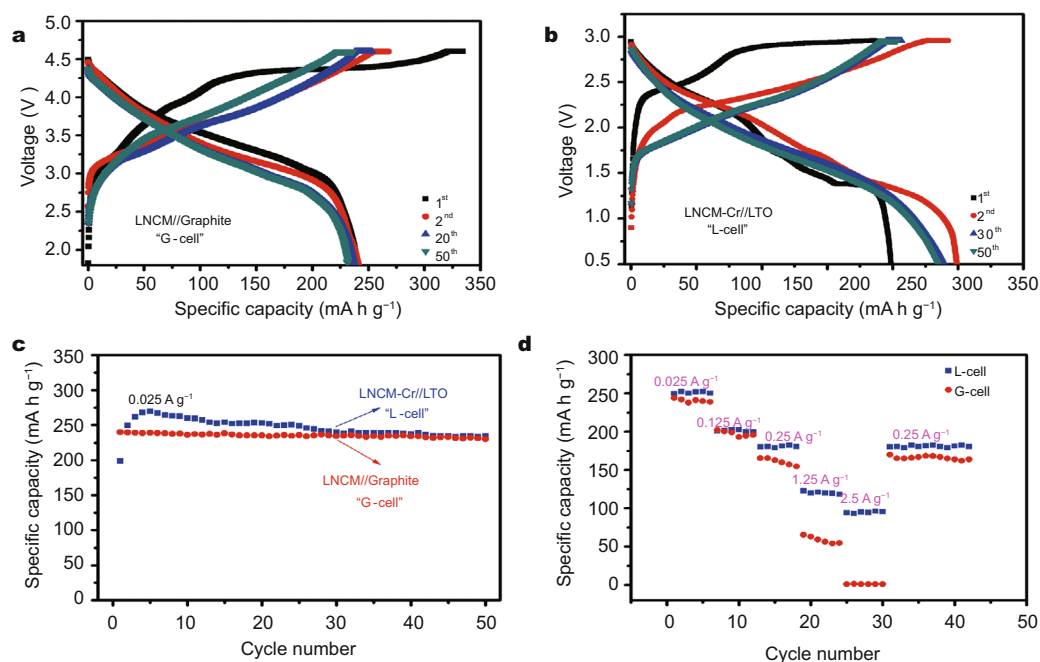 a
5.0
4.5
4.0
3.5
3.0
2.5
2.0
Voltage (V )
LNCM//Graphite
“G-cell”
1st
2nd
20th
50th
0 50 100 150 200 250 300 350
Specific capacity (mA h g−1)
b
3.0
2.5
2.0
1.5
1.0
0.5
Voltage (V)
LNCM-Cr//LTO
“L-cell”
1st
2nd
30th
50th
0 50 100 150 200 250 300 350
Specific capacity (mA h g−1)
c
350
300
250
200
150
100
50
0
Specific capacity (mA h g−1)
0.025 A g−1
LNCM-Cr//LTO
“L-cell”
LNCM//Graphite
“G-cell”
0 10 20 30 40 50
Cycle number
d
300
250
200
150
100
50
0
Specific capacity (mA h g−1)
L-cell
G-cell
0.025 A g−1
0.125 A g−1
0.25 A g−1
1.25 A g−1
2.5 A g−1
0.25 A g−1
0 10 20 30 40 50
Cycle number